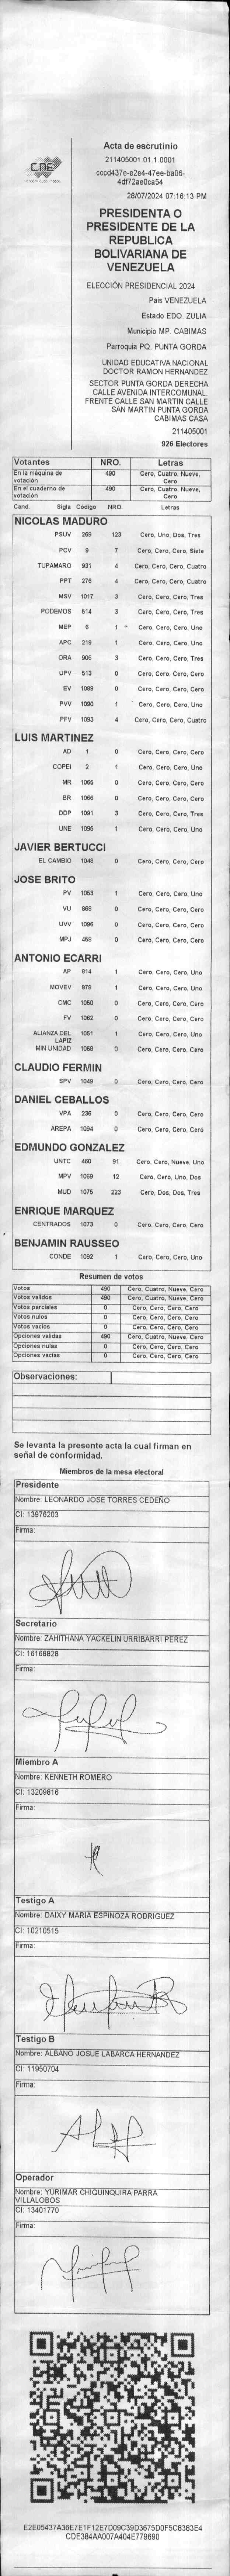 CNE
Acta de escrutinio
211405001.01.1.0001
cccd437e-e2e4-47ee-ba06-
4df72ae0ca54
28/07/2024 07:16:13 PM
PRESIDENTA O
PRESIDENTE DE LA
REPUBLICA
BOLIVARIANA DE
VENEZUELA
ELECCIÓN PRESIDENCIAL 2024
Pais VENEZUELA
Estado EDO. ZULIA
Municipio MP. CABIMAS
Parroquia PQ. PUNTA GORDA
UNIDAD EDUCATIVA NACIONAL
DOCTOR RAMON HERNANDEZ
SECTOR PUNTA GORDA DERECHA
CALLE AVENIDA INTERCOMUNAL.
FRENTE CALLE SAN MARTIN CALLE
SAN MARTIN PUNTA GORDA
CABIMAS CASA
211405001
926 Electores
Votantes NRO. Letras
En la máquina de votación 490 Cero, Cuatro, Nueve, Cero
En el cuaderno de votación 490 Cero, Cuatro, Nueve, Cero
Cand. Sigla Código NRO. Letras
NICOLAS MADURO
PSUV 269 123 Cero, Uno, Dos, Tres
PCV 9 7 Cero, Cero, Cero, Siete
TUPAMARO 931 4 Cero, Cero, Cero, Cuatro
PPT 276 4 Cero, Cero, Cero, Cuatro
MSV 1017 3 Cero, Cero, Cero, Tres
PODEMOS 814 3 Cero, Cero, Cero, Tres
MEP 6 1 Cero, Cero, Cero, Uno
APC 219 1 Cero, Cero, Cero, Uno
ORA 906 3 Cero, Cero, Cero, Tres
UPV 613 0 Cero, Cero, Cero, Cero
EV 1089 0 Cero, Cero, Cero, Cero
PVV 1090 1 Cero, Cero, Cero, Uno
PFV 1093 4 Cero, Cero, Cero, Cuatro
LUIS MARTINEZ
AD 1 0 Cero, Cero, Cero, Cero
COPEI 2 1 Cero, Cero, Cero, Uno
MR 1065 0 Cero, Cero, Cero, Cero
BR 1066 0 Cero, Cero, Cero, Cero
DDP 1091 3 Cero, Cero, Cero, Tres
UNE 1095 1 Cero, Cero, Cero, Uno
JAVIER BERTUCCI
EL CAMBIO 1048 0 Cero, Cero, Cero, Cero
JOSE BRITO
PV 1053 1 Cero, Cero, Cero, Uno
VU 868 0 Cero, Cero, Cero, Cero
UVV 1096 0 Cero, Cero, Cero, Cero
MPJ 459 0 Cero, Cero, Cero, Cero
ANTONIO ECARRI
AP 814 1 Cero, Cero, Cero, Uno
MOVEV 878 1 Cero, Cero, Cero, Uno
CMC 1050 0 Cero, Cero, Cero, Cero
FV 1062 0 Cero, Cero, Cero, Cero
ALIANZA DEL LAPIZ 1051 1 Cero, Cero, Cero, Uno
MIN UNIDAD 1068 0 Cero, Cero, Cero, Cero
CLAUDIO FERMIN
SPV 1049 0 Cero, Cero, Cero, Cero
DANIEL CEBALLOS
VPA 236 0 Cero, Cero, Cero, Cero
AREPA 1094 0 Cero, Cero, Cero, Cero
EDMUNDO GONZALEZ
UNTC 460 91 Cero, Cero, Nueve, Uno
MPV 1069 12 Cero, Cero, Uno, Dos
MUD 1075 223 Cero, Dos, Dos, Tres
ENRIQUE MARQUEZ
CENTRADOS 1073 0 Cero, Cero, Cero, Cero
BENJAMIN RAUSSEO
CONDE 1092 1 Cero, Cero, Cero, Uno
Resumen de votos
Votos 490 Cero, Cuatro, Nueve, Cero
Votos validos 490 Cero, Cuatro, Nueve, Cero
Votos parciales 0 Cero, Cero, Cero, Cero
Votos nulos 0 Cero, Cero, Cero, Cero
Votos vacios 0 Cero, Cero, Cero, Cero
Opciones validas 490 Cero, Cuatro, Nueve, Cero
Opciones nulas 0 Cero, Cero, Cero, Cero
Opciones vacias 0 Cero, Cero, Cero, Cero
Observaciones:
Se levanta la presente acta la cual firman en
señal de conformidad.
Miembros de la mesa electoral
Presidente
Nombre: LEONARDO JOSE TORRES CEDEÑO
CI: 13976203
Firma:
Secretario
Nombre: ZAHITHANA YACKELIN URRIBARRI PEREZ
CI: 16168828
Firma:
Miembro A
Nombre: KENNETH ROMERO
CI: 13209816
Firma:
Testigo A
Nombre: DAIXY MARIA ESPINOZA RODRIGUEZ
CI: 10210515
Firma:
Testigo B
Nombre: ALBANO JOSUE LABARCA HERNANDEZ
CI: 11950704
Firma:
Operador
Nombre: YURIMAR CHIQUINQUIRA PARRA
VILLALOBOS
CI: 13401770
Firma:
E2E05437A36E7E1F12E7D09C39D3675D0F5C8383E4
CDE384AA007A404E779690